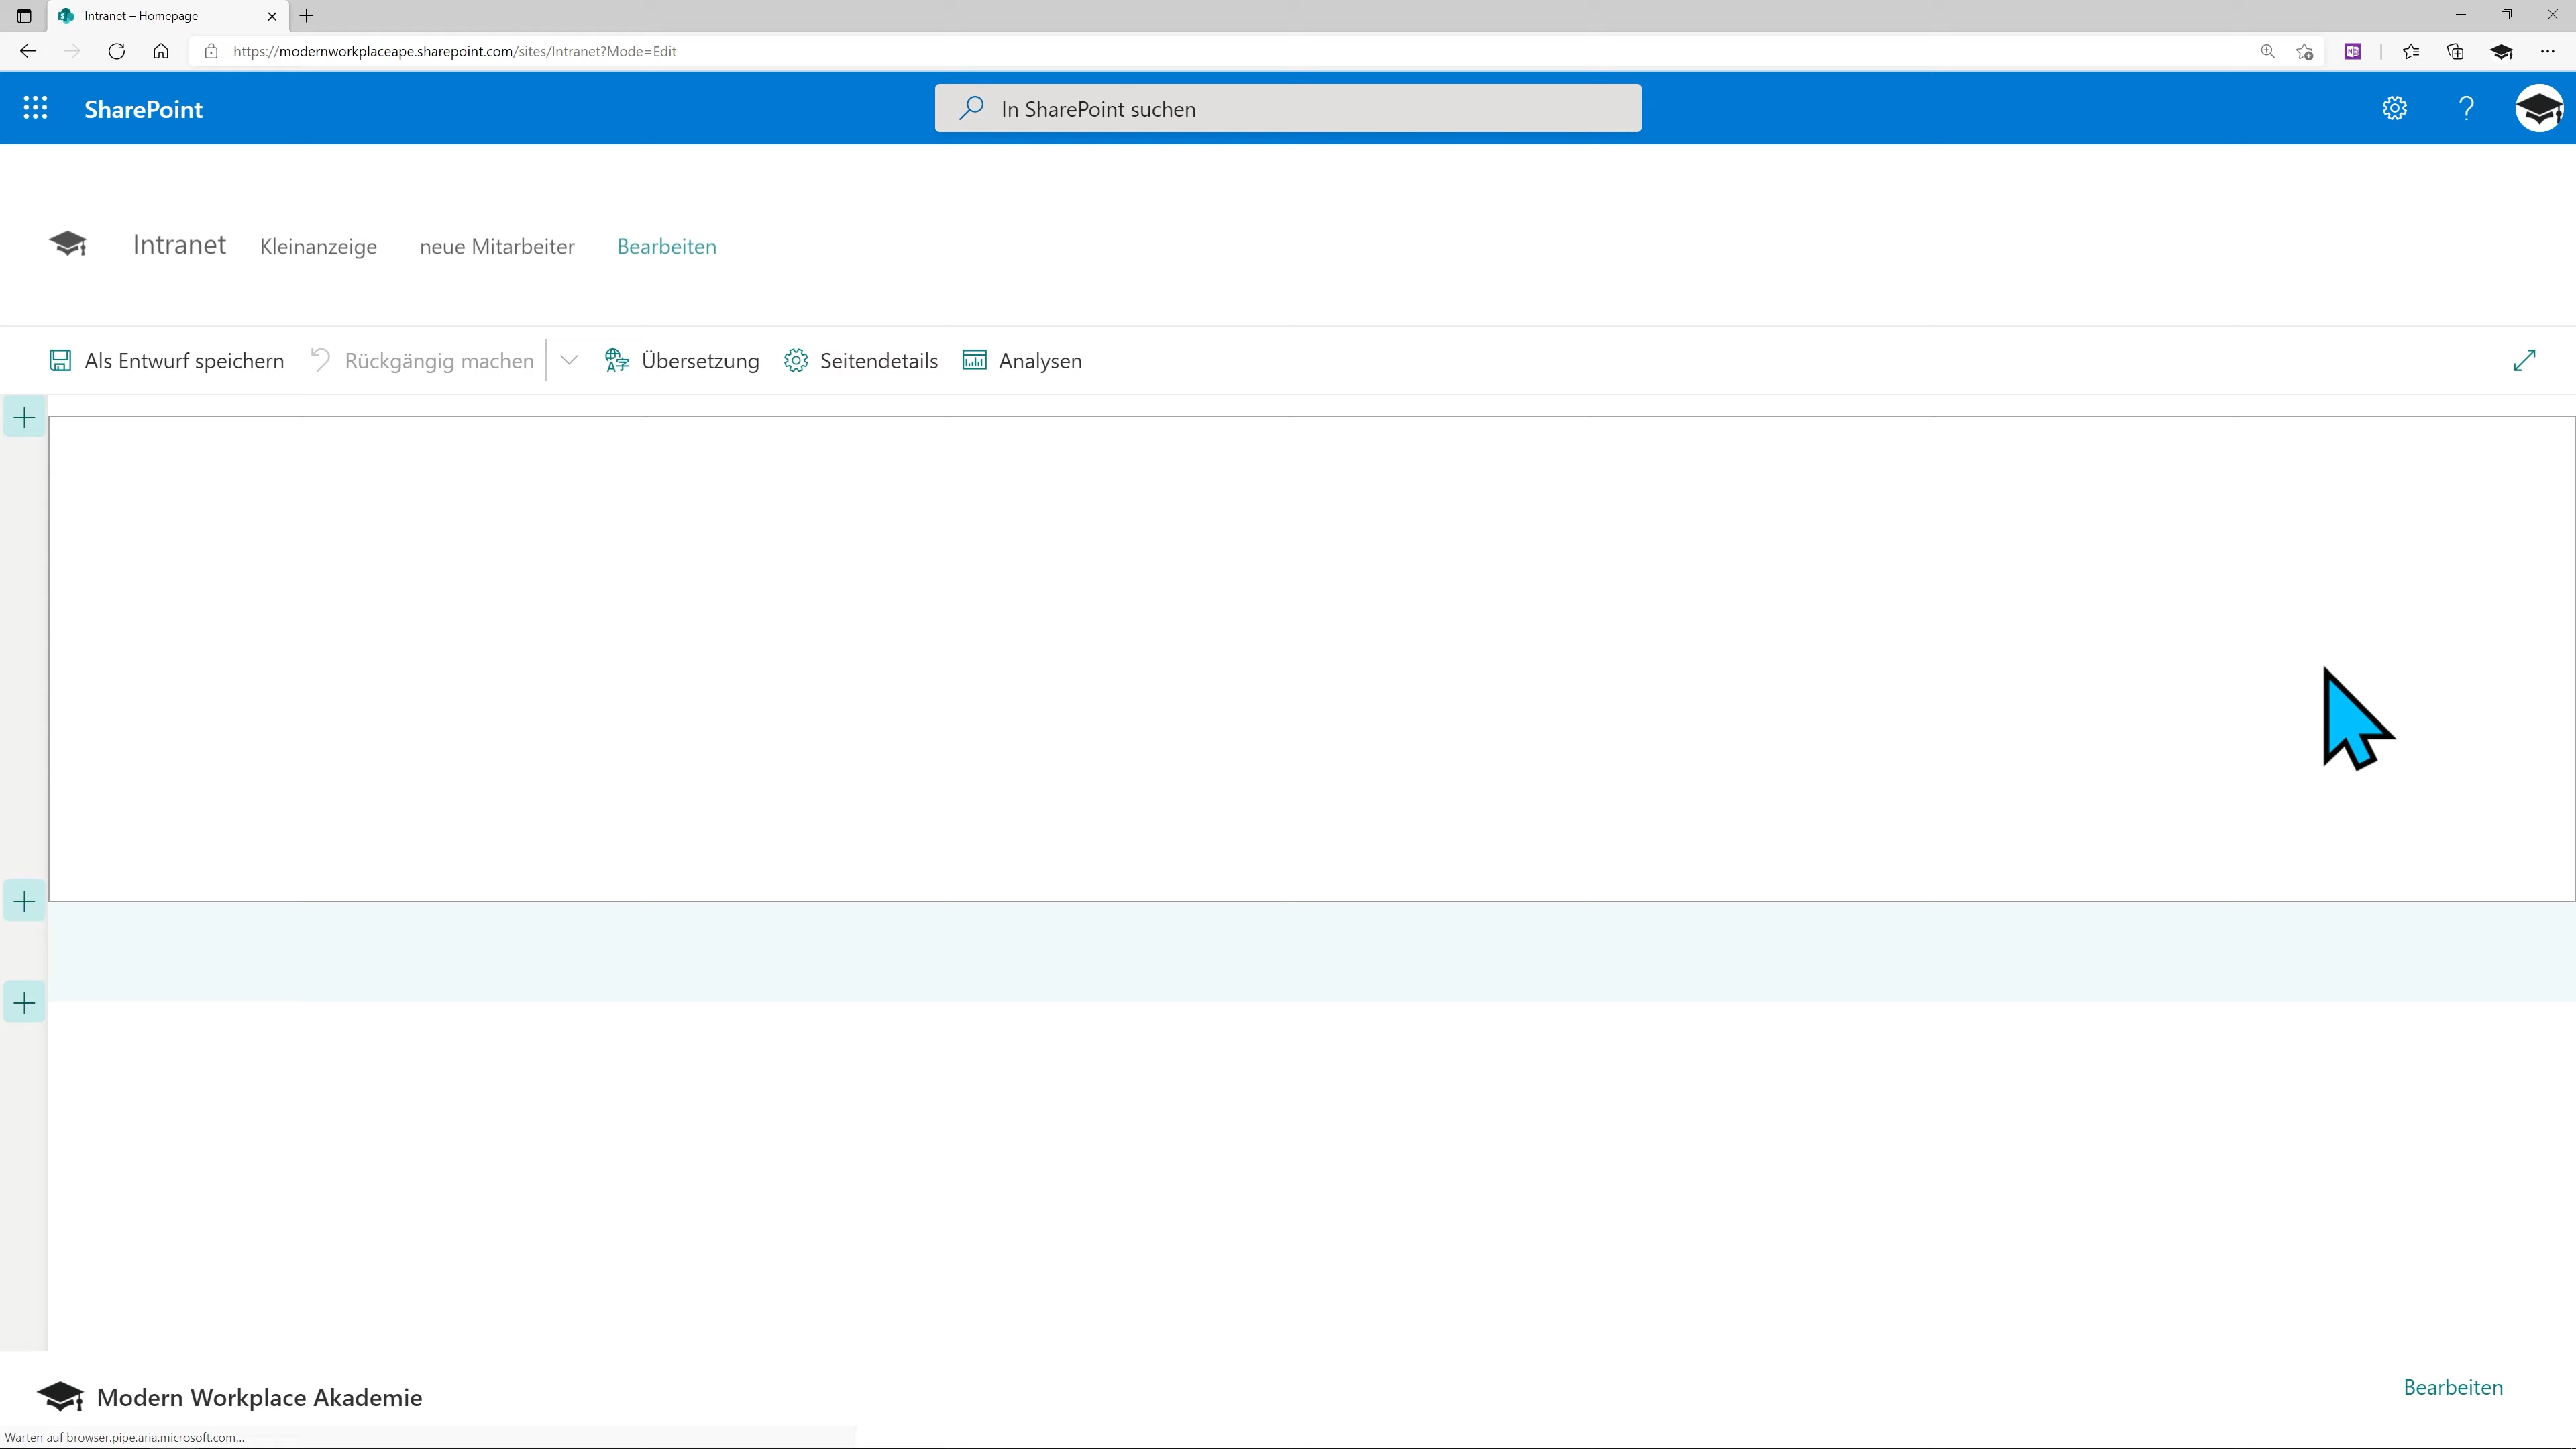 Intranet – Homepage
https://modernworkplaceape.sharepoint.com/sites/Intranet?Mode=Edit
SharePoint
In SharePoint suchen
Intranet Kleinanzeige neue Mitarbeiter Bearbeiten
Als Entwurf speichern Rückgängig machen Übersetzung Seitendetails Analysen
Bearbeiten
Modern Workplace Akademie
Warten auf browser.pipe.aria.microsoft.com...